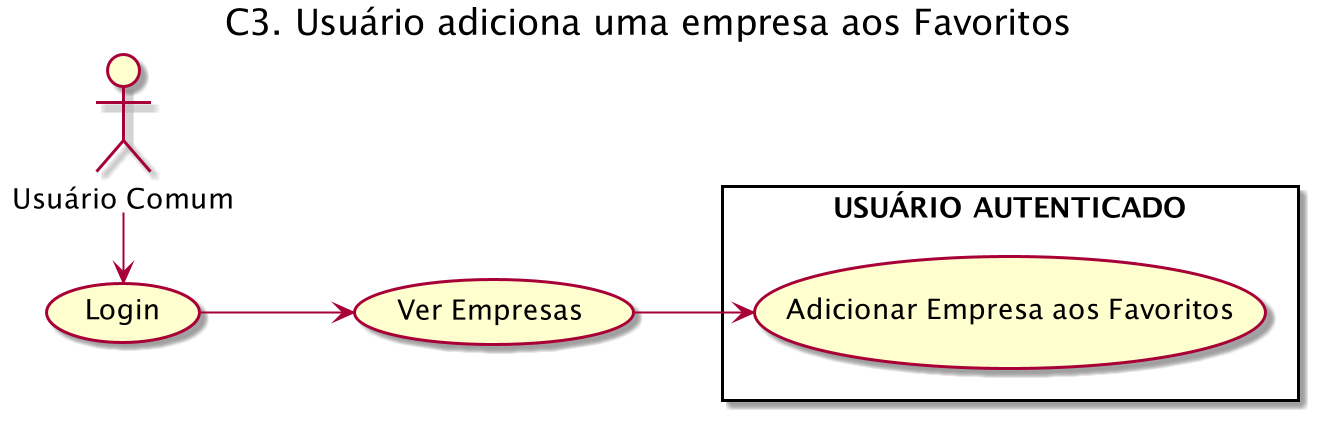 C3. Usuário adiciona uma empresa aos Favoritos
Usuário Comum
USUÁRIO AUTENTICADO
Login
Ver Empresas
Adicionar Empresa aos Favoritos